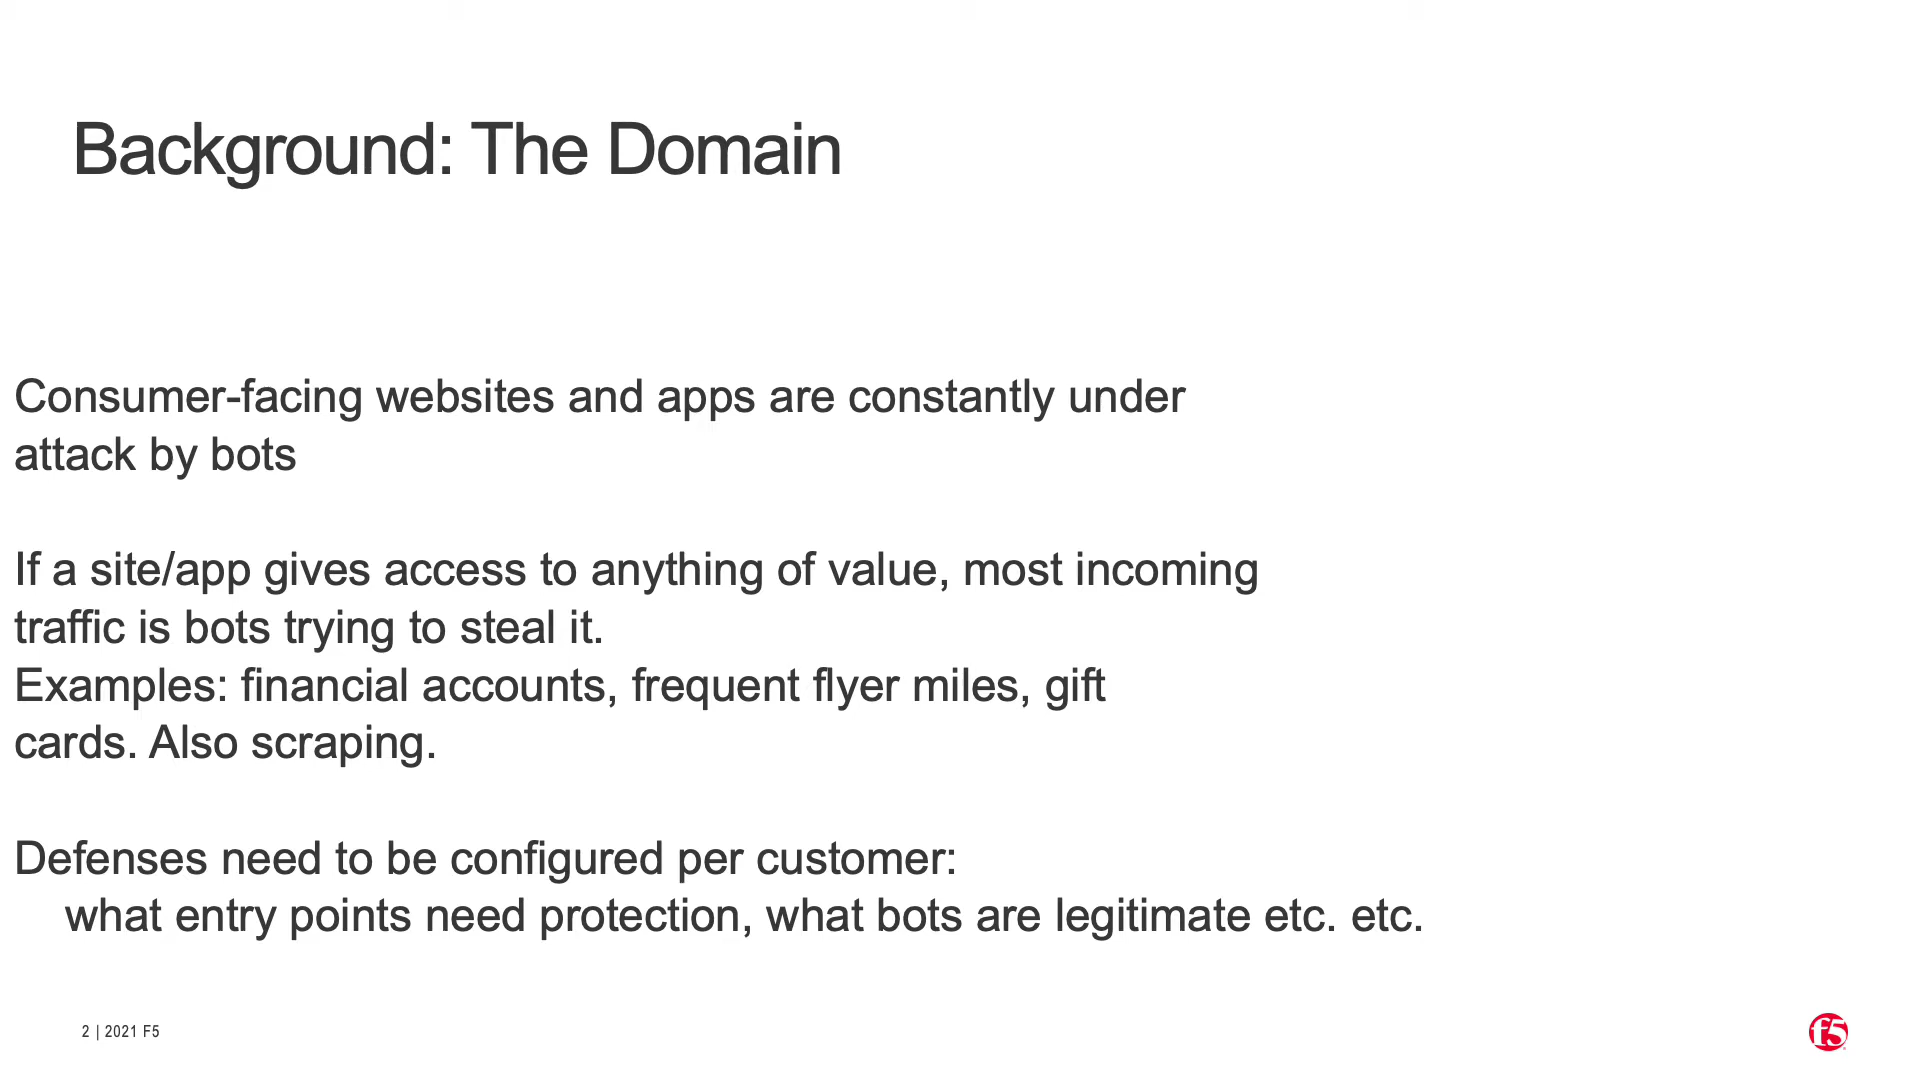 Background: The Domain
Consumer-facing websites and apps are constantly under
attack by bots
If a site/app gives access to anything of value, most incoming
traffic is bots trying to steal it.
Examples: financial accounts, frequent flyer miles, gift
cards. Also scraping.
Defenses need to be configured per customer:
what entry points need protection, what bots are legitimate etc. etc.
2 | 2021 F5
f5